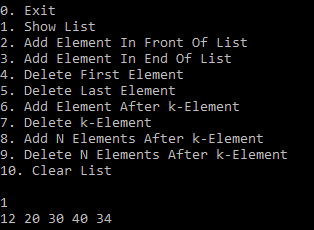 0. Exit
1. Show List
2. Add Element In Front Of List
3. Add Element In End Of List
4. Delete First Element
5. Delete Last Element
6. Add Element After k-Element
7. Delete k-Element
8. Add N Elements After k-Element
9. Delete N Elements After k-Element
10. Clear List
1
12 20 30 40 34